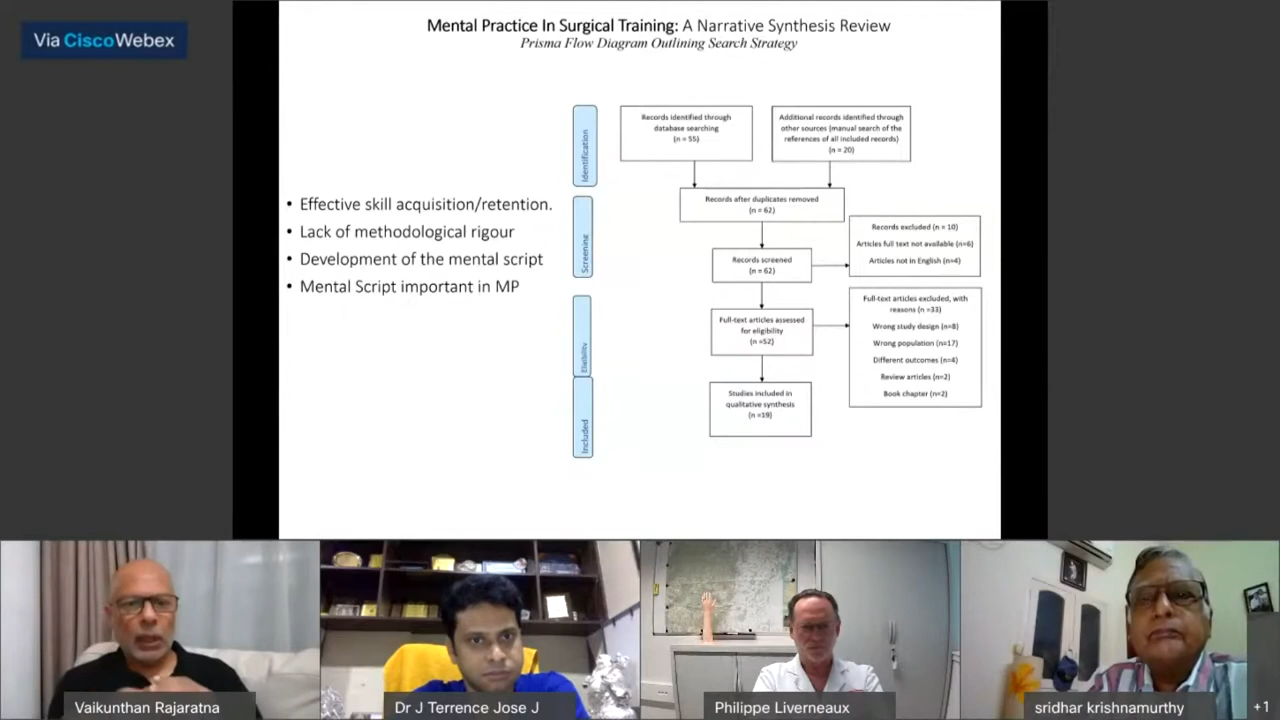 Via CiscoWebex
Mental Practice In Surgical Training: A Narrative Synthesis Review
Prisma Flow Diagram Outlining Search Strategy
• Effective skill acquisition/retention.
• Lack of methodological rigour
• Development of the mental script
• Mental Script important in MP
Identification
Records identified through
database searching
(n = 55)
Additional records identified through
other sources (manual search of the
references of all included records)
(n = 20)
Screening
Records after duplicates removed
(n = 62)
Records screened
(n = 62)
Records excluded (n = 10)
Articles full text not available (n=6)
Articles not in English (n=4)
Eligibility
Full-text articles assessed
for eligibility
(n =52)
Full-text articles excluded, with
reasons (n =33)
Wrong study design (n=8)
Wrong population (n=17)
Different outcomes (n=4)
Review articles (n=2)
Book chapter (n=2)
Included
Studies included in
qualitative synthesis
(n =19)
Vaikunthan Rajaratna
Dr J Terrence Jose J
Philippe Liverneaux
sridhar krishnamurthy
+1